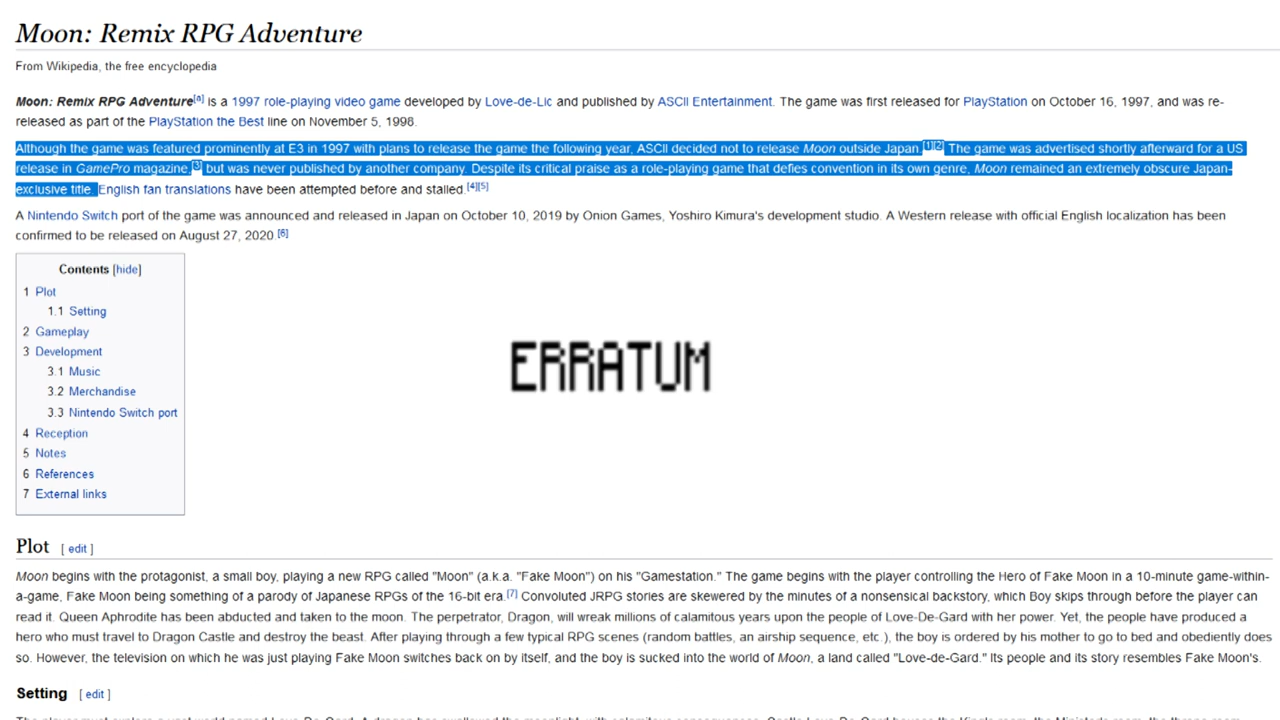 Moon: Remix RPG Adventure
From Wikipedia, the free encyclopedia
Moon: Remix RPG Adventure[a] is a 1997 role-playing video game developed by Love-de-Lic and published by ASCII Entertainment. The game was first released for PlayStation on October 16, 1997, and was re-
released as part of the PlayStation the Best line on November 5, 1998.
Although the game was featured prominently at E3 in 1997 with plans to release the game the following year, ASCII decided not to release Moon outside Japan.[1][2] The game was advertised shortly afterward for a US
release in GamePro magazine,[3] but was never published by another company. Despite its critical praise as a role-playing game that defies convention in its own genre, Moon remained an extremely obscure Japan-
exclusive title. English fan translations have been attempted before and stalled.[4][5]
A Nintendo Switch port of the game was announced and released in Japan on October 10, 2019 by Onion Games, Yoshiro Kimura's development studio. A Western release with official English localization has been
confirmed to be released on August 27, 2020.[6]
Contents [hide]
1 Plot
1.1 Setting
2 Gameplay
3 Development
3.1 Music
3.2 Merchandise
3.3 Nintendo Switch port
4 Reception
5 Notes
6 References
7 External links
ERRATUM
Plot [ edit ]
Moon begins with the protagonist, a small boy, playing a new RPG called "Moon" (a.k.a. "Fake Moon") on his "Gamestation." The game begins with the player controlling the Hero of Fake Moon in a 10-minute game-within-
a-game, Fake Moon being something of a parody of Japanese RPGs of the 16-bit era.[7] Convoluted JRPG stories are skewered by the minutes of a nonsensical backstory, which Boy skips through before the player can
read it. Queen Aphrodite has been abducted and taken to the moon. The perpetrator, Dragon, will wreak millions of calamitous years upon the people of Love-De-Gard with her power. Yet, the people have produced a
hero who must travel to Dragon Castle and destroy the beast. After playing through a few typical RPG scenes (random battles, an airship sequence, etc.), the boy is ordered by his mother to go to bed and obediently does
so. However, the television on which he was just playing Fake Moon switches back on by itself, and the boy is sucked into the world of Moon, a land called "Love-de-Gard." Its people and its story resembles Fake Moon's.
Setting [ edit ]